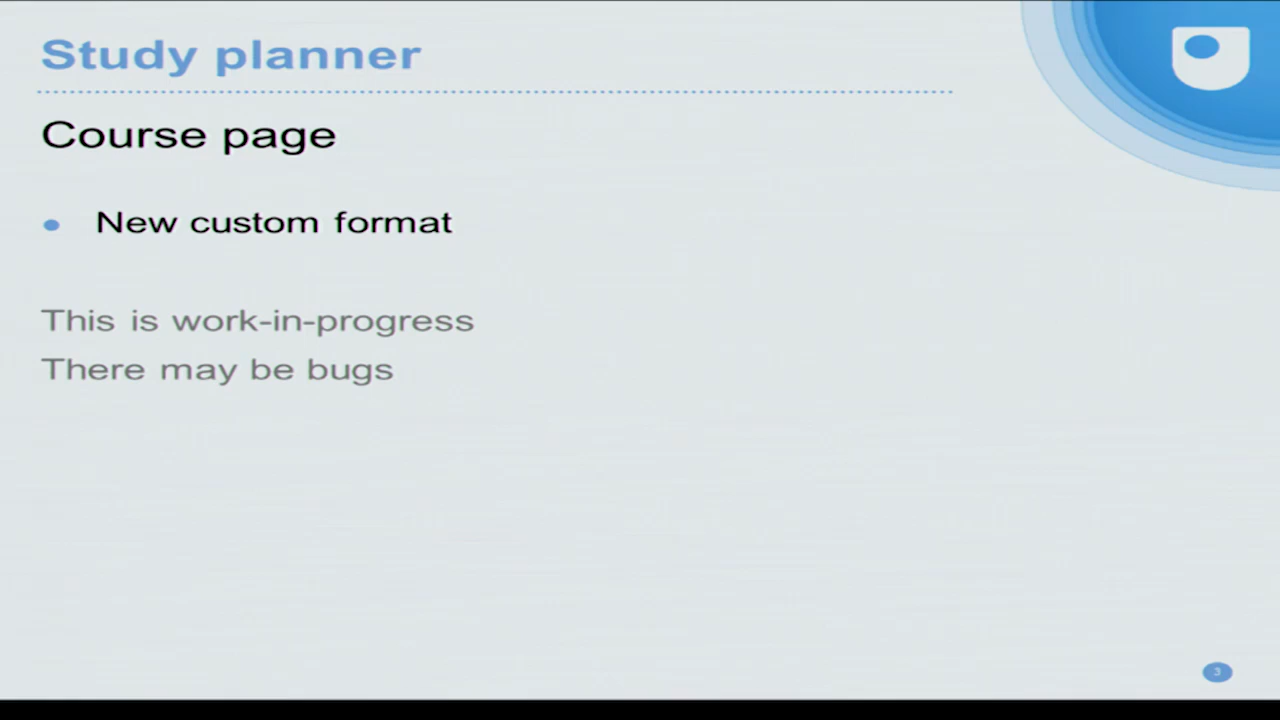 Study planner
Course page
New custom format
This is work-in-progress
There may be bugs
3